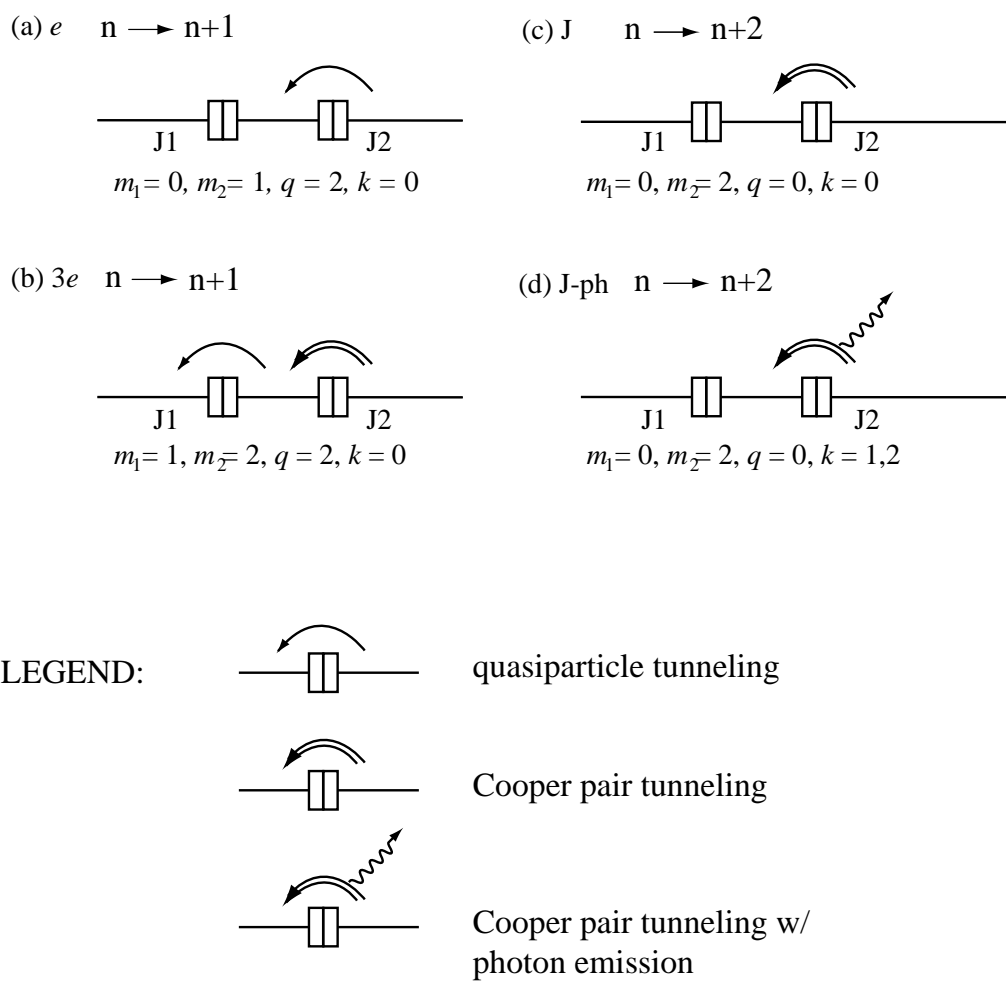 (a) e n → n+1
J1 J2
m₁= 0, m₂= 1, q = 2, k = 0
(b) 3e n → n+1
J1 J2
m₁= 1, m₂= 2, q = 2, k = 0
(c) J n → n+2
J1 J2
m₁= 0, m₂= 2, q = 0, k = 0
(d) J-ph n → n+2
J1 J2
m₁= 0, m₂= 2, q = 0, k = 1,2
LEGEND:
quasiparticle tunneling
Cooper pair tunneling
Cooper pair tunneling w/
photon emission